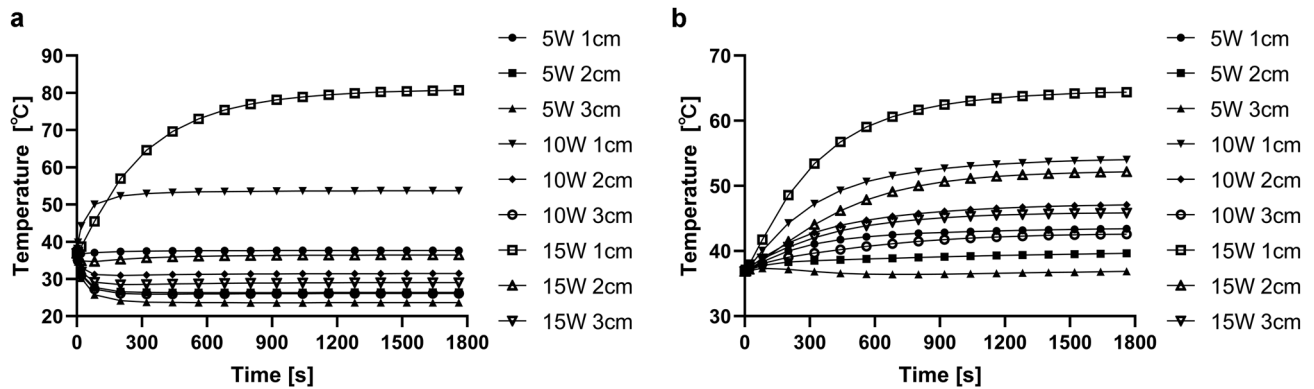 a
90
80
70
60
50
40
30
20
Temperature [℃]
0 300 600 900 1200 1500 1800
Time [s]
5W 1cm
5W 2cm
5W 3cm
10W 1cm
10W 2cm
10W 3cm
15W 1cm
15W 2cm
15W 3cm
b
70
60
50
40
30
Temperature [℃]
0 300 600 900 1200 1500 1800
Time [s]
5W 1cm
5W 2cm
5W 3cm
10W 1cm
10W 2cm
10W 3cm
15W 1cm
15W 2cm
15W 3cm